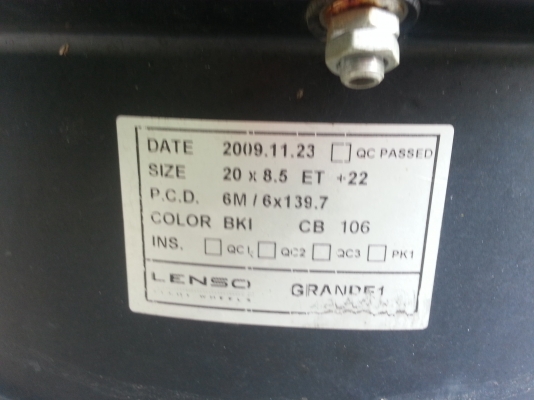 DATE 2009.11.23 QC PASSED
SIZE 20 x 8.5 ET +22
P.C.D. 6M / 6x139.7
COLOR BKI CB 106
INS. QC1 QC2 QC3 PK1
LENSO GRANDE1
WHEELS